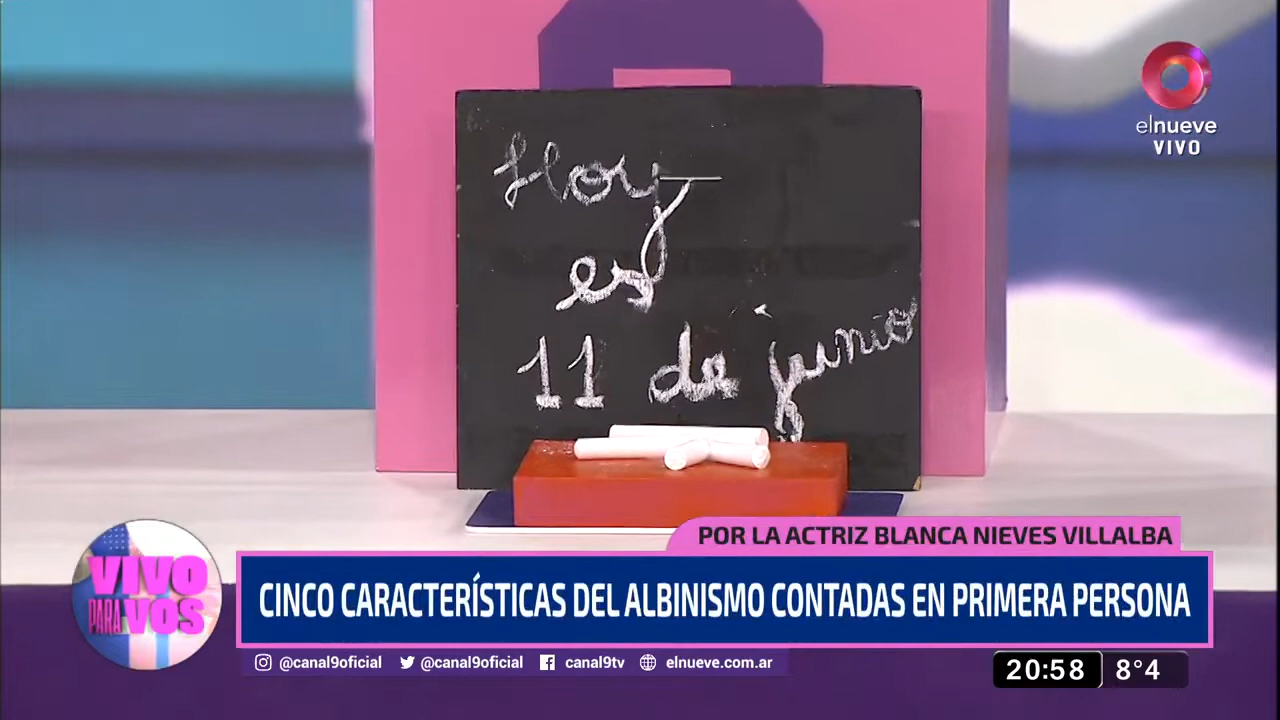 elnueve
VIVO
Hoy
es
11 de junio
POR LA ACTRIZ BLANCA NIEVES VILLALBA
VIVO
PARA VOS
CINCO CARACTERÍSTICAS DEL ALBINISMO CONTADAS EN PRIMERA PERSONA
@canal9oficial @canal9oficial canal9tv elnueve.com.ar
20:58 8°4